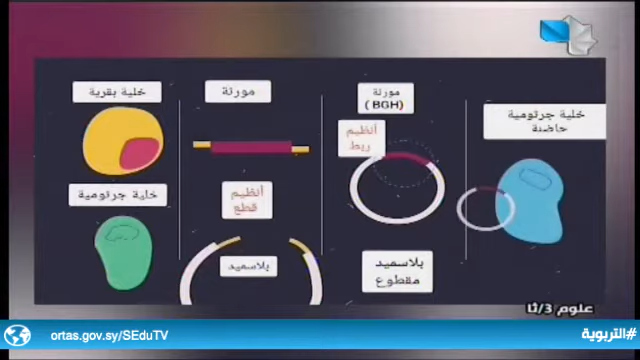 خلية بقرية
خلية جرثومية
مورثة
أنظيم
قطع
بلاسميد
مورثة
(BGH)
أنظيم
ربط
بلاسميد
مقطوع
خلية جرثومية
حاضنة
علوم 3/ثا
ortas.gov.sy/SEduTV
#التربوية